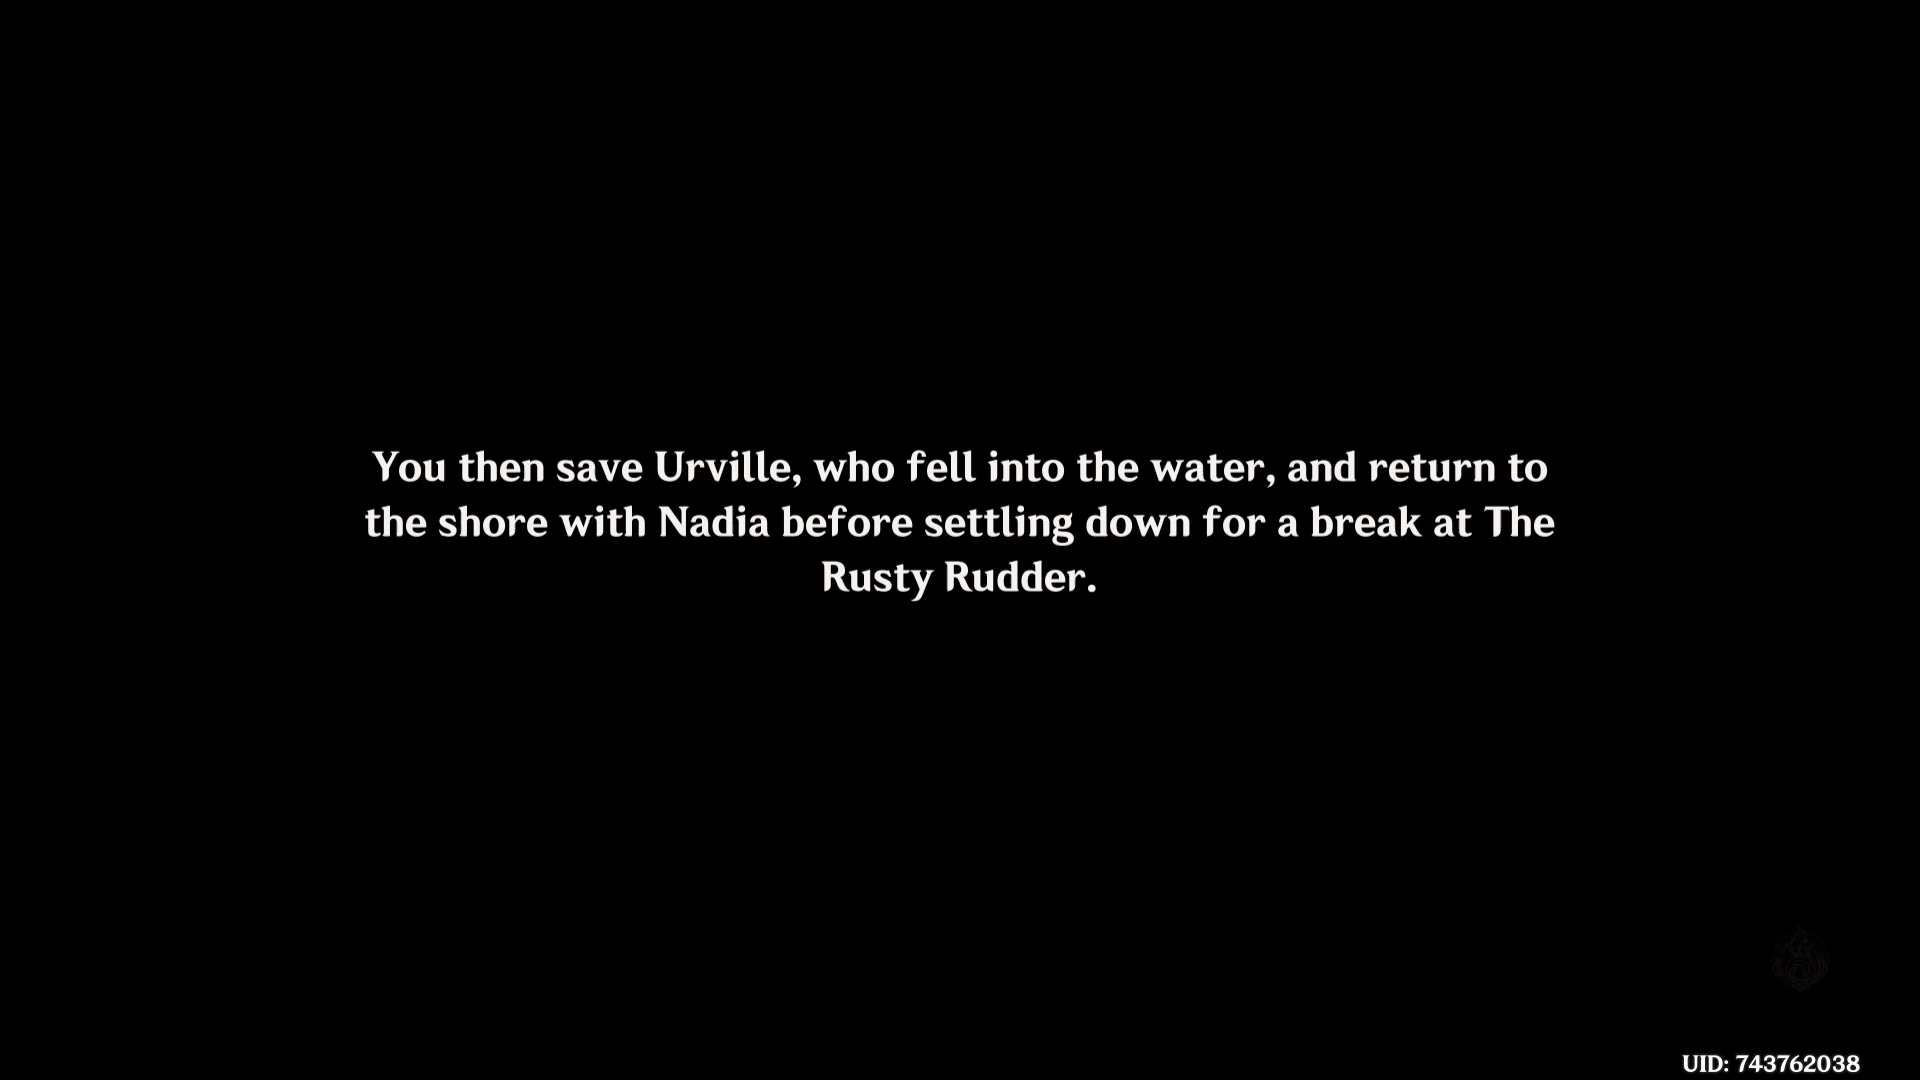 You then save Urville, who fell into the water, and return to
the shore with Nadia before settling down for a break at The
Rusty Rudder.
UID: 743762038